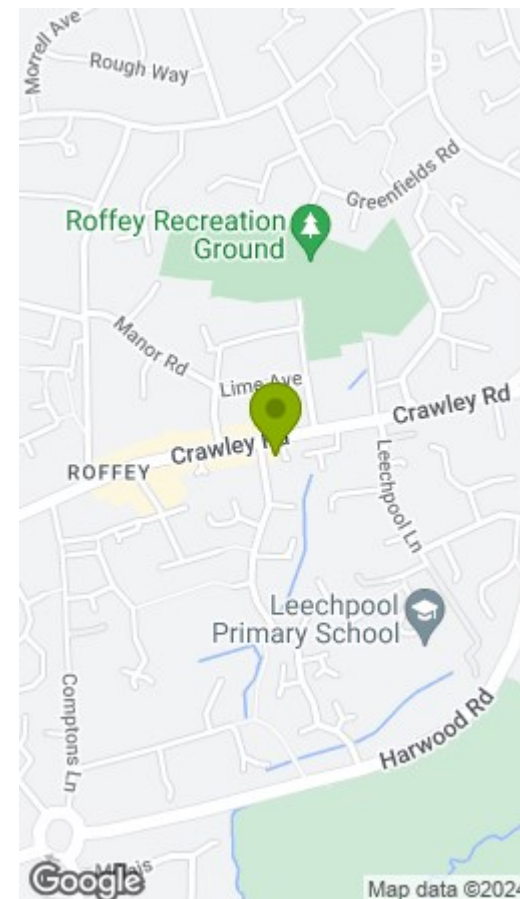 Morrell Ave
Rough Way
Greenfields Rd
Roffey Recreation
Ground
Manor Rd
Lime Ave
Crawley Rd
Crawley
ROFFEY
Leechpool Ln
Leechpool
Primary School
Comptons Ln
Harwood Rd
Google
Map data ©2024